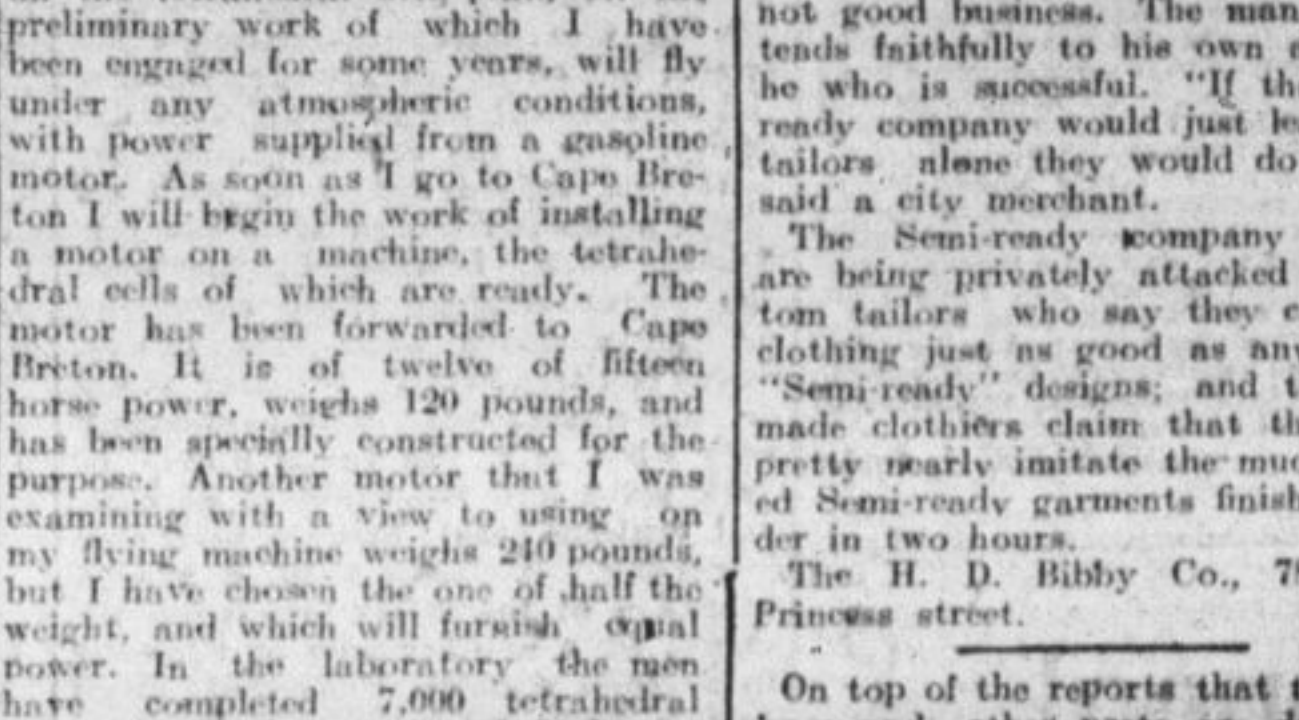 preliminary work of which I have
been engaged for some years, will fly
under any atmospheric conditions,
with power supplied from a gasoline
motor. As soon as I go to Cape Bre-
ton I will begin the work of installing
a motor on a machine, the tetrahe-
dral cells of which are ready. The
motor has been forwarded to Cape
Breton. It is of twelve of fifteen
horse power, weighs 120 pounds, and
has been specially constructed for the
purpose. Another motor that I was
examining with a view to using on
my flying machine weighs 240 pounds,
but I have chosen the one of half the
weight, and which will furnish equal
power. In the laboratory the men
have completed 7,000 tetrahedral
not good business. The man
tends faithfully to his own
he who is successful. "If th
ready company would just le
tailors alone they would do
said a city merchant.
The Semi-ready company
are being privately attacked
tom tailors who say they c
clothing just as good as any
"Semi-ready" designs; and t
made clothiers claim that th
pretty nearly imitate the muc
ed Semi-ready garments finish
der in two hours.
The H. D. Bibby Co., 7
Princess street.
On top of the reports that t